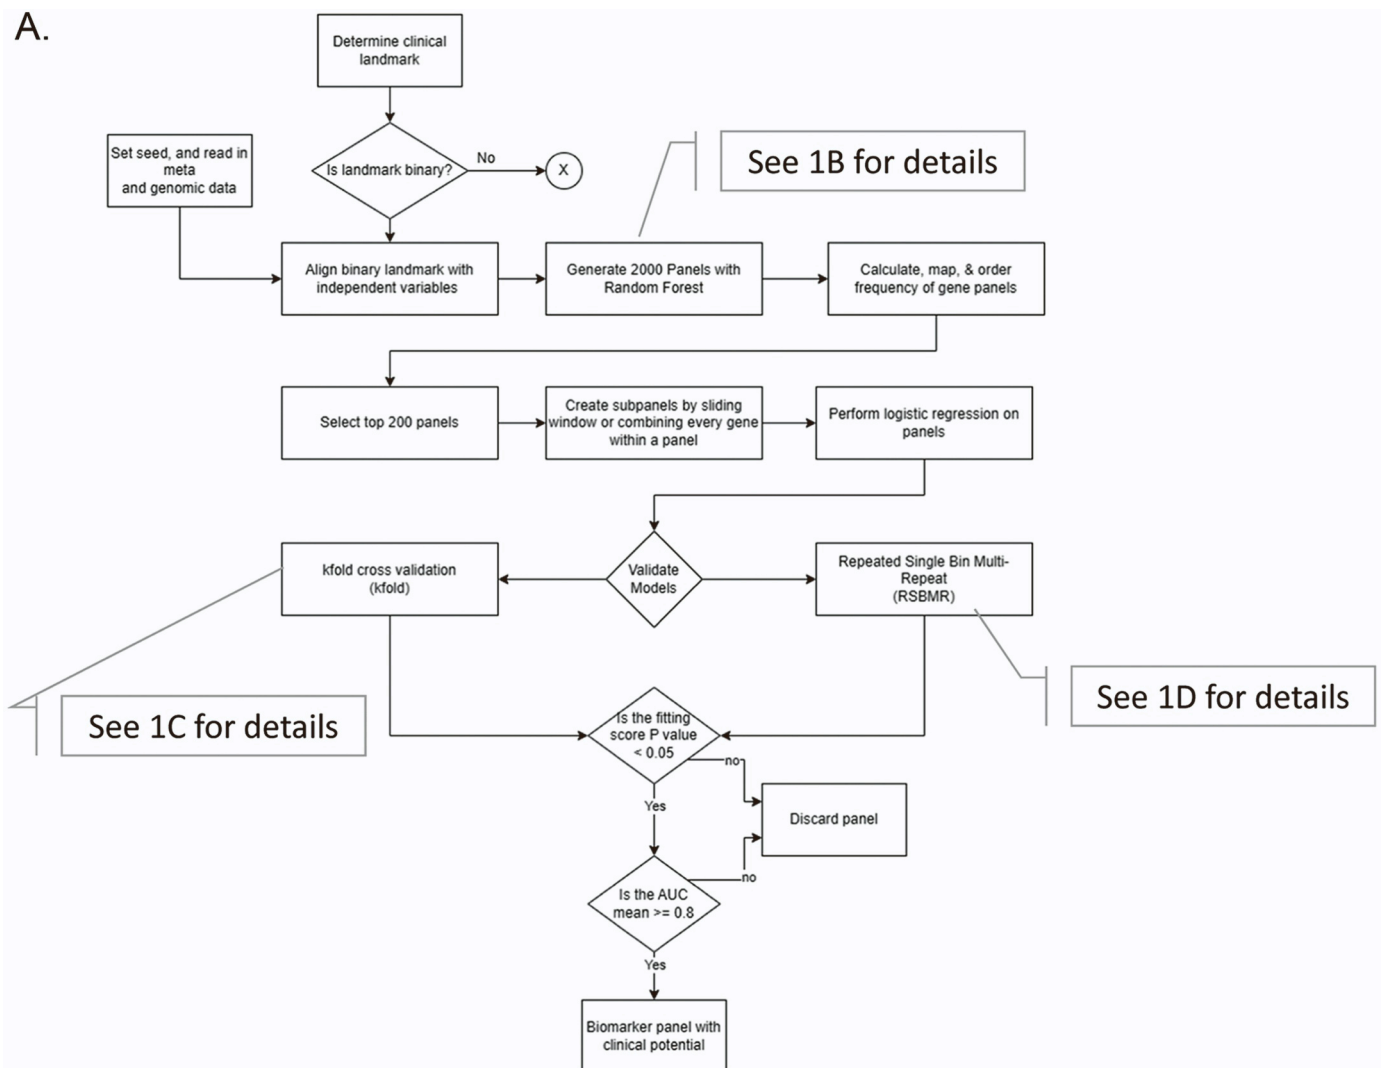 A.
Determine clinical
landmark
Set seed, and read in
meta
and genomic data
Is landmark binary?
No
X
See 1B for details
Align binary landmark with
independent variables
Generate 2000 Panels with
Random Forest
Calculate, map, & order
frequency of gene panels
Select top 200 panels
Create subpanels by sliding
window or combining every gene
within a panel
Perform logistic regression on
panels
kfold cross validation
(kfold)
Validate
Models
Repeated Single Bin Multi-
Repeat
(RSBMR)
See 1C for details
See 1D for details
Is the fitting
score P value
< 0.05
no
Yes
Discard panel
no
Is the AUC
mean >= 0.8
Yes
Biomarker panel with
clinical potential